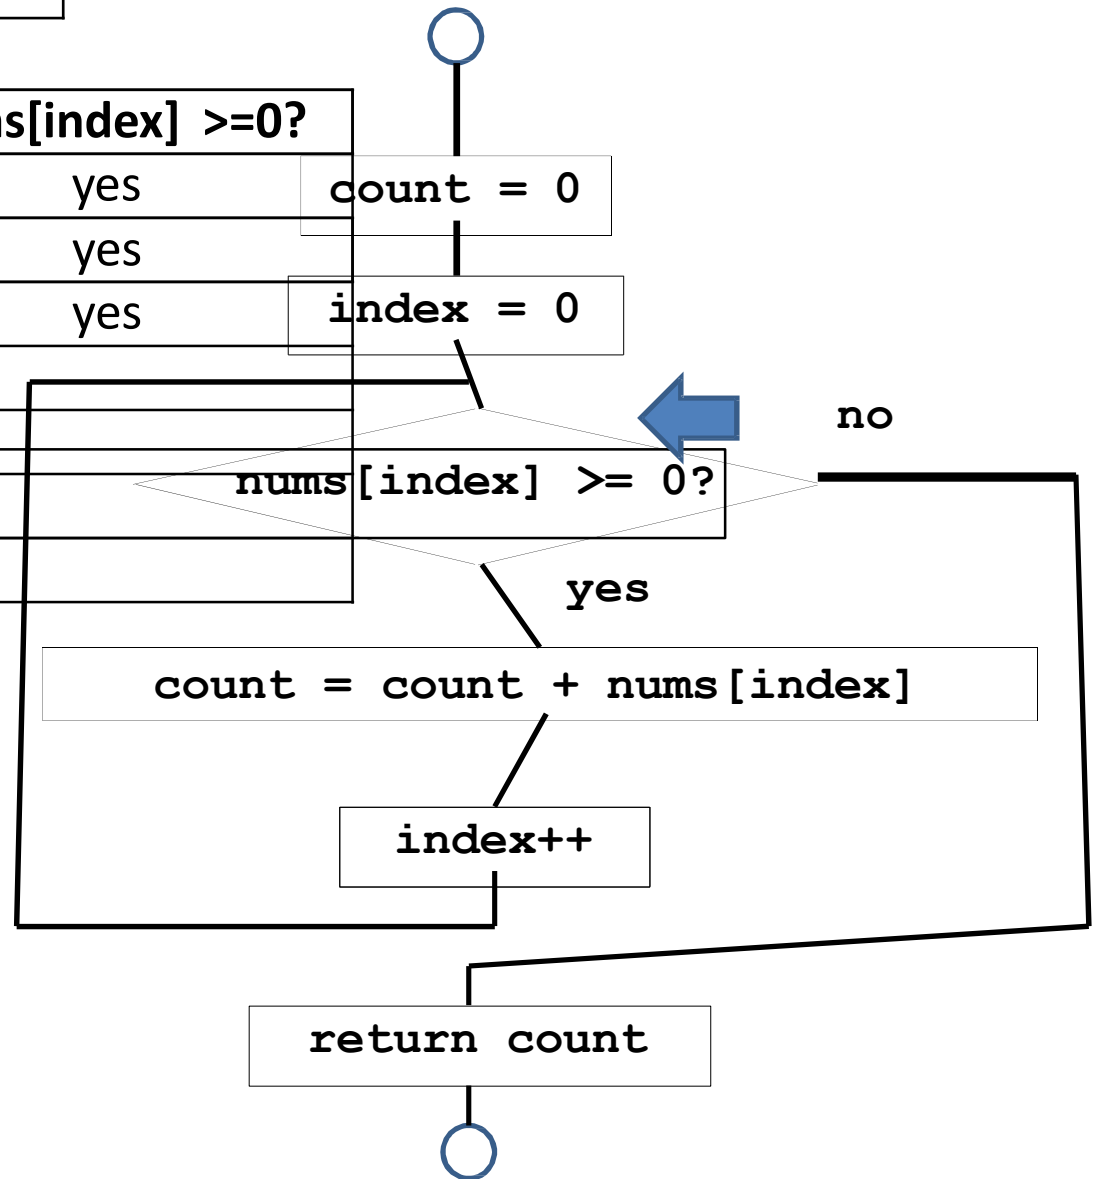 s[index] >=0?
yes
yes
yes
count = 0
index = 0
no
nums[index] >= 0?
yes
count = count + nums[index]
index++
return count